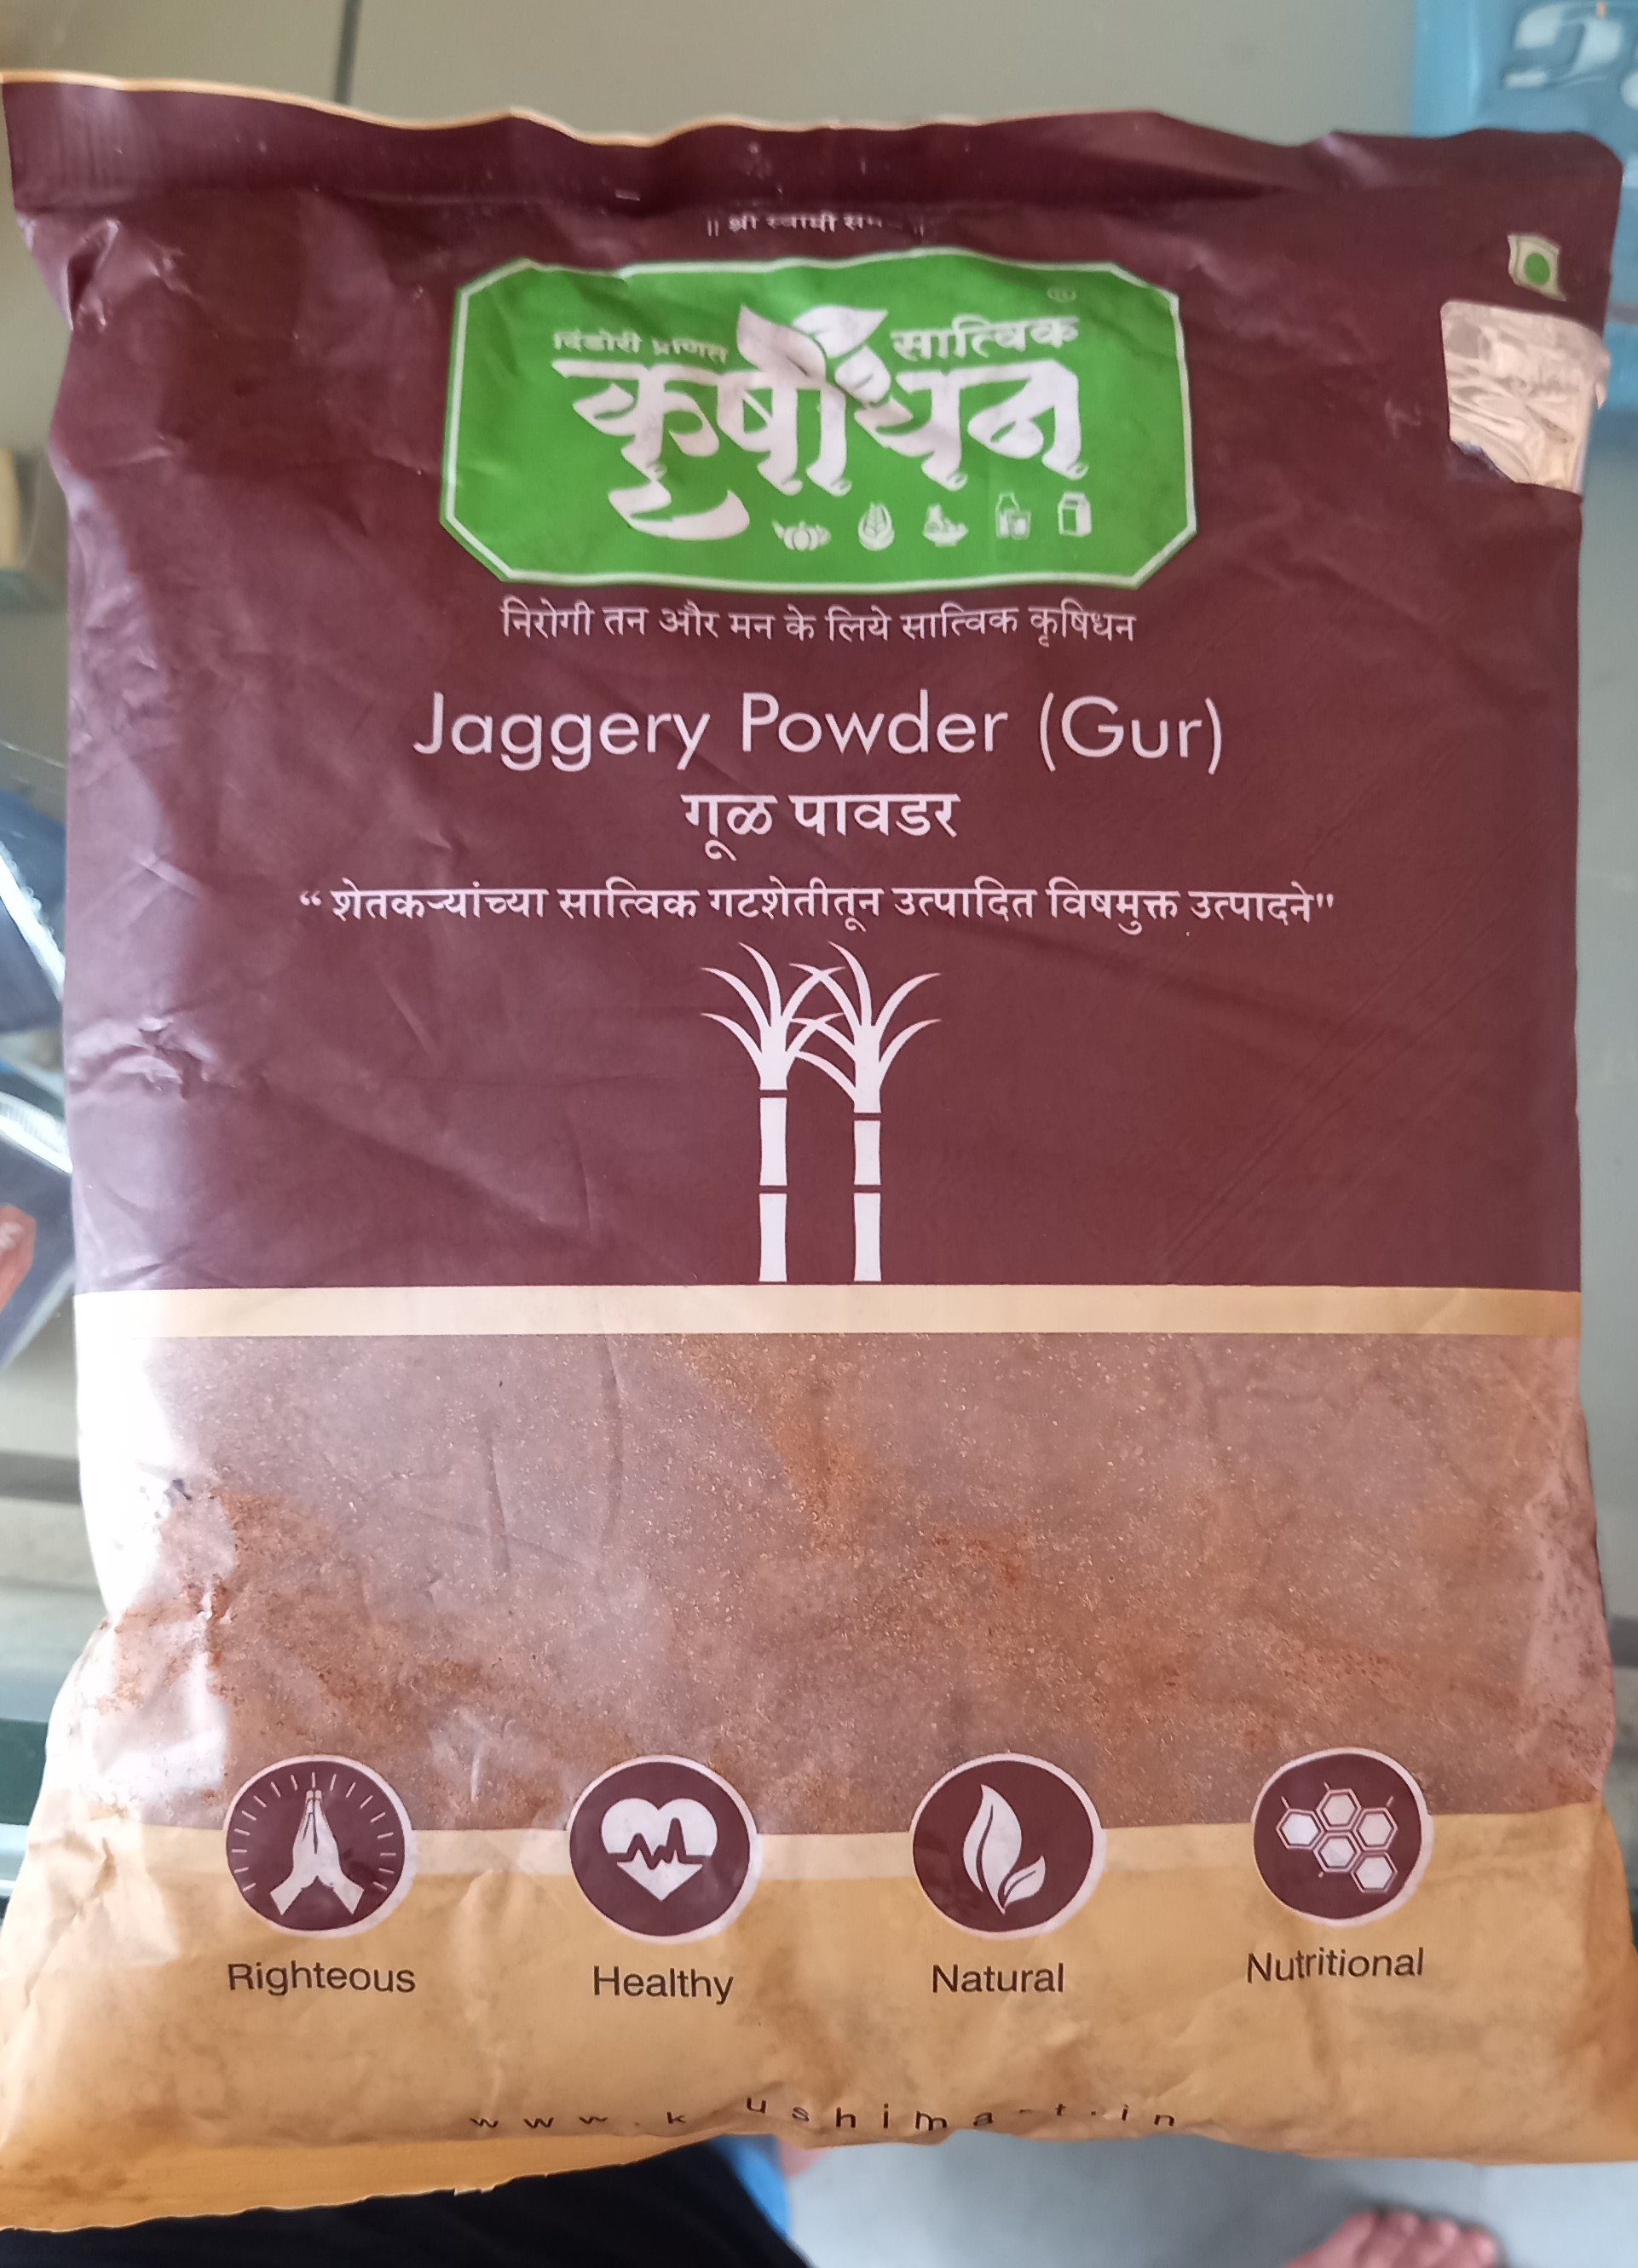 || श्री स्वामी
दिंडोरी प्रणित सात्विक
®
कृषीधन
निरोगी तन और मन के लिये सात्विक कृषिधन
Jaggery Powder (Gur)
गूळ पावडर
“ शेतकऱ्यांच्या सात्विक गटशेतीतून उत्पादित विषमुक्त उत्पादने"
Righteous Healthy Natural Nutritional